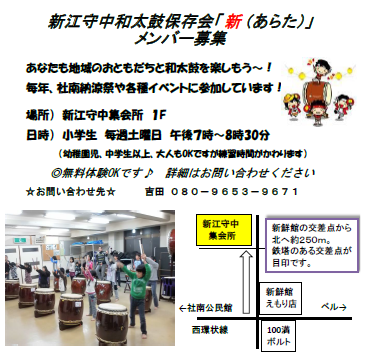 新江守中和太鼓保存会「新（あらた）」
メンバー募集
あなたも地域のおともだちと和太鼓を楽しもう～！
毎年、社南納涼祭や各種イベントに参加しています！
場所） 新江守中集会所 1F
日時） 小学生 毎週土曜日 午後7時～8時30分
（幼稚園児、中学生以上、大人もOKですが練習時間がかわります）
◎無料体験OKです♪ 詳細はお問い合わせください
☆お問い合わせ先☆ 吉田 ０８０－９６５３－９６７１
新江守中
集会所
新鮮館の交差点から
北へ約250m。
鉄塔のある交差点が
目印です。
新鮮館
えもり店
←社南公民館
ベル→
西環状線
100満
ボルト